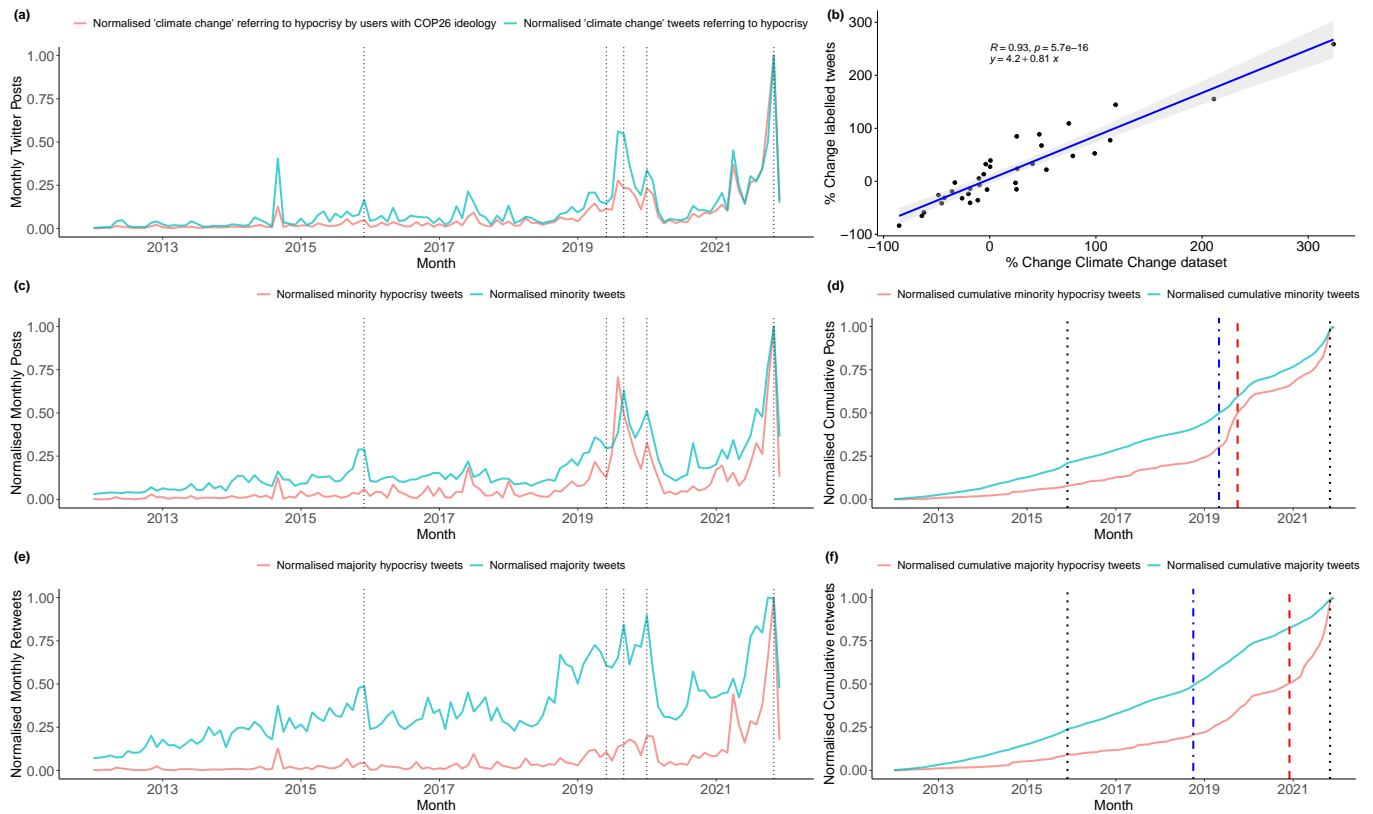 (a)
Normalised 'climate change' referring to hypocrisy by users with COP26 ideology
Normalised 'climate change' tweets referring to hypocrisy
Monthly Twitter Posts
1.00
0.75
0.50
0.25
0.00
2013
2015
2017
2019
2021
Month
(b)
R = 0.93, p = 5.7e−16
y = 4.2 + 0.81 x
% Change labelled tweets
300
200
100
0
−100
−100
0
100
200
300
% Change Climate Change dataset
(c)
Normalised minority hypocrisy tweets
Normalised minority tweets
Normalised Monthly Posts
1.00
0.75
0.50
0.25
0.00
2013
2015
2017
2019
2021
Month
(d)
Normalised cumulative minority hypocrisy tweets
Normalised cumulative minority tweets
Normalised Cumulative Posts
1.00
0.75
0.50
0.25
0.00
2013
2015
2017
2019
2021
Month
(e)
Normalised majority hypocrisy tweets
Normalised majority tweets
Normalised Monthly Retweets
1.00
0.75
0.50
0.25
0.00
2013
2015
2017
2019
2021
Month
(f)
Normalised cumulative majority hypocrisy tweets
Normalised cumulative majority tweets
Normalised Cumulative retweets
1.00
0.75
0.50
0.25
0.00
2013
2015
2017
2019
2021
Month